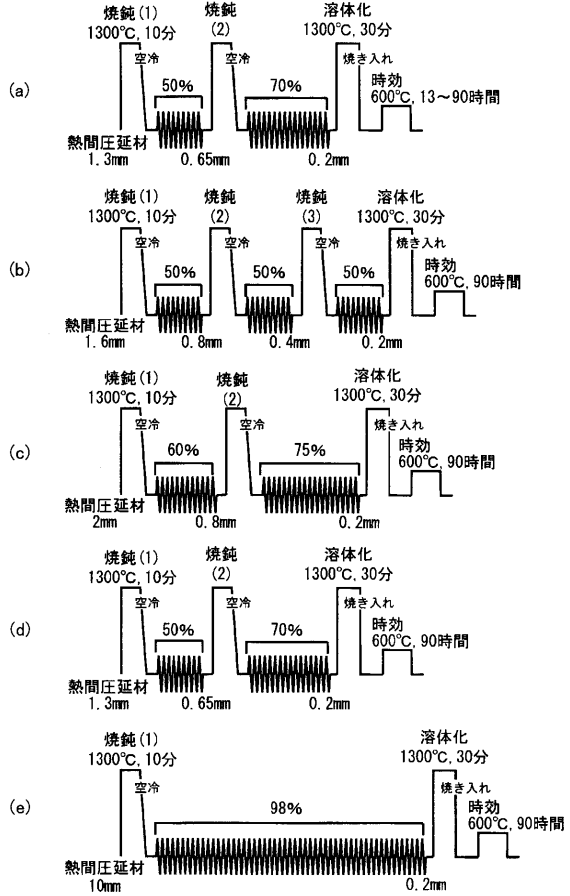 焼鈍(1)
1300℃, 10分
焼鈍
(2)
溶体化
1300℃, 30分
空冷
空冷
焼き入れ
(a)
50%
70%
時効
600℃, 13〜90時間
熱間圧延材
1.3mm
0.65mm
0.2mm
焼鈍(1)
1300℃, 10分
焼鈍
(2)
焼鈍
(3)
溶体化
1300℃, 30分
空冷
空冷
空冷
焼き入れ
(b)
50%
50%
50%
時効
600℃, 90時間
熱間圧延材
1.6mm
0.8mm
0.4mm
0.2mm
焼鈍(1)
1300℃, 10分
焼鈍
(2)
溶体化
1300℃, 30分
空冷
空冷
焼き入れ
(c)
60%
75%
時効
600℃, 90時間
熱間圧延材
2mm
0.8mm
0.2mm
焼鈍(1)
1300℃, 10分
焼鈍
(2)
溶体化
1300℃, 30分
空冷
空冷
焼き入れ
(d)
50%
70%
時効
600℃, 90時間
熱間圧延材
1.3mm
0.65mm
0.2mm
焼鈍(1)
1300℃, 10分
溶体化
1300℃, 30分
空冷
焼き入れ
(e)
98%
時効
600℃, 90時間
熱間圧延材
10mm
0.2mm